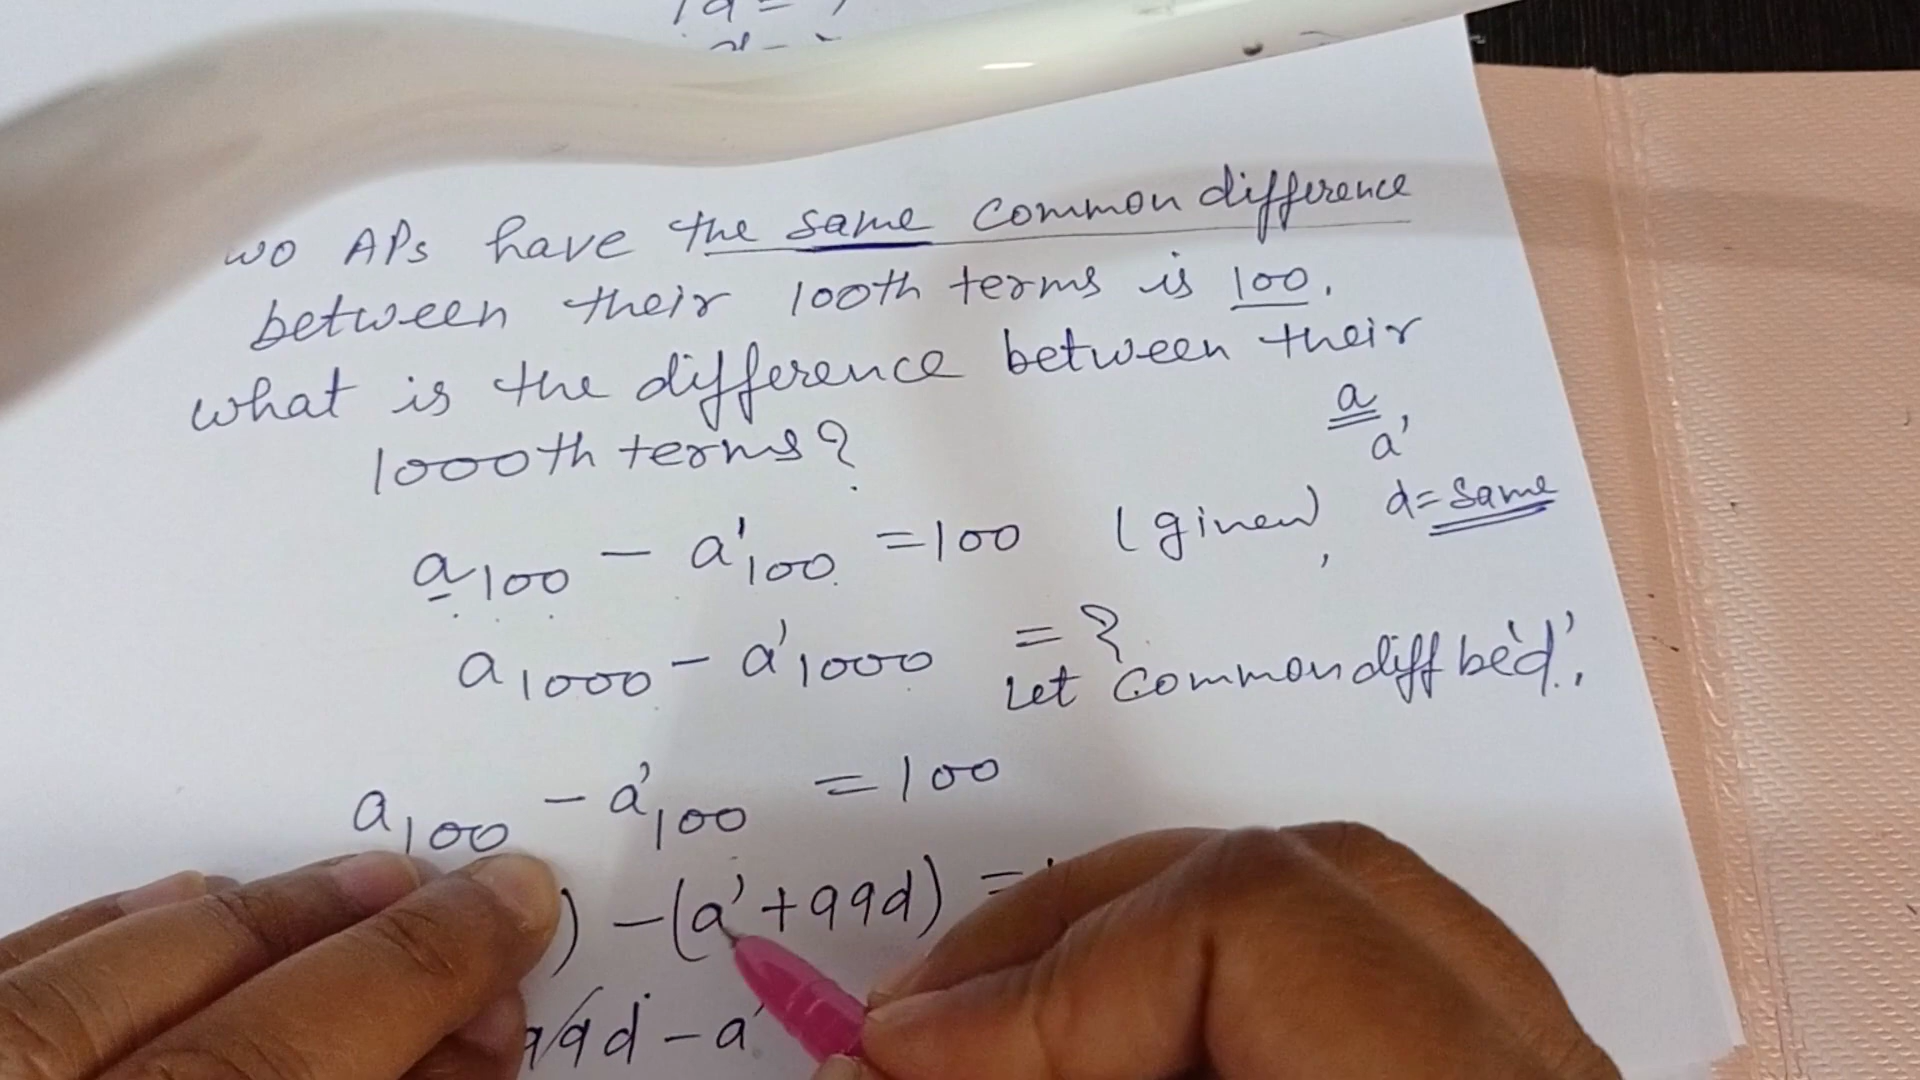 wo APs have the same common difference
between their 100th terms is 100.
what is the difference between their
1000th terms?
a
a'
d = same
a100 - a'100 = 100 (given),
a1000 - a'1000 = ?
Let common diff be 'd'.
a100 - a'100 = 100
) - (a' + 99d) =
99d - a'